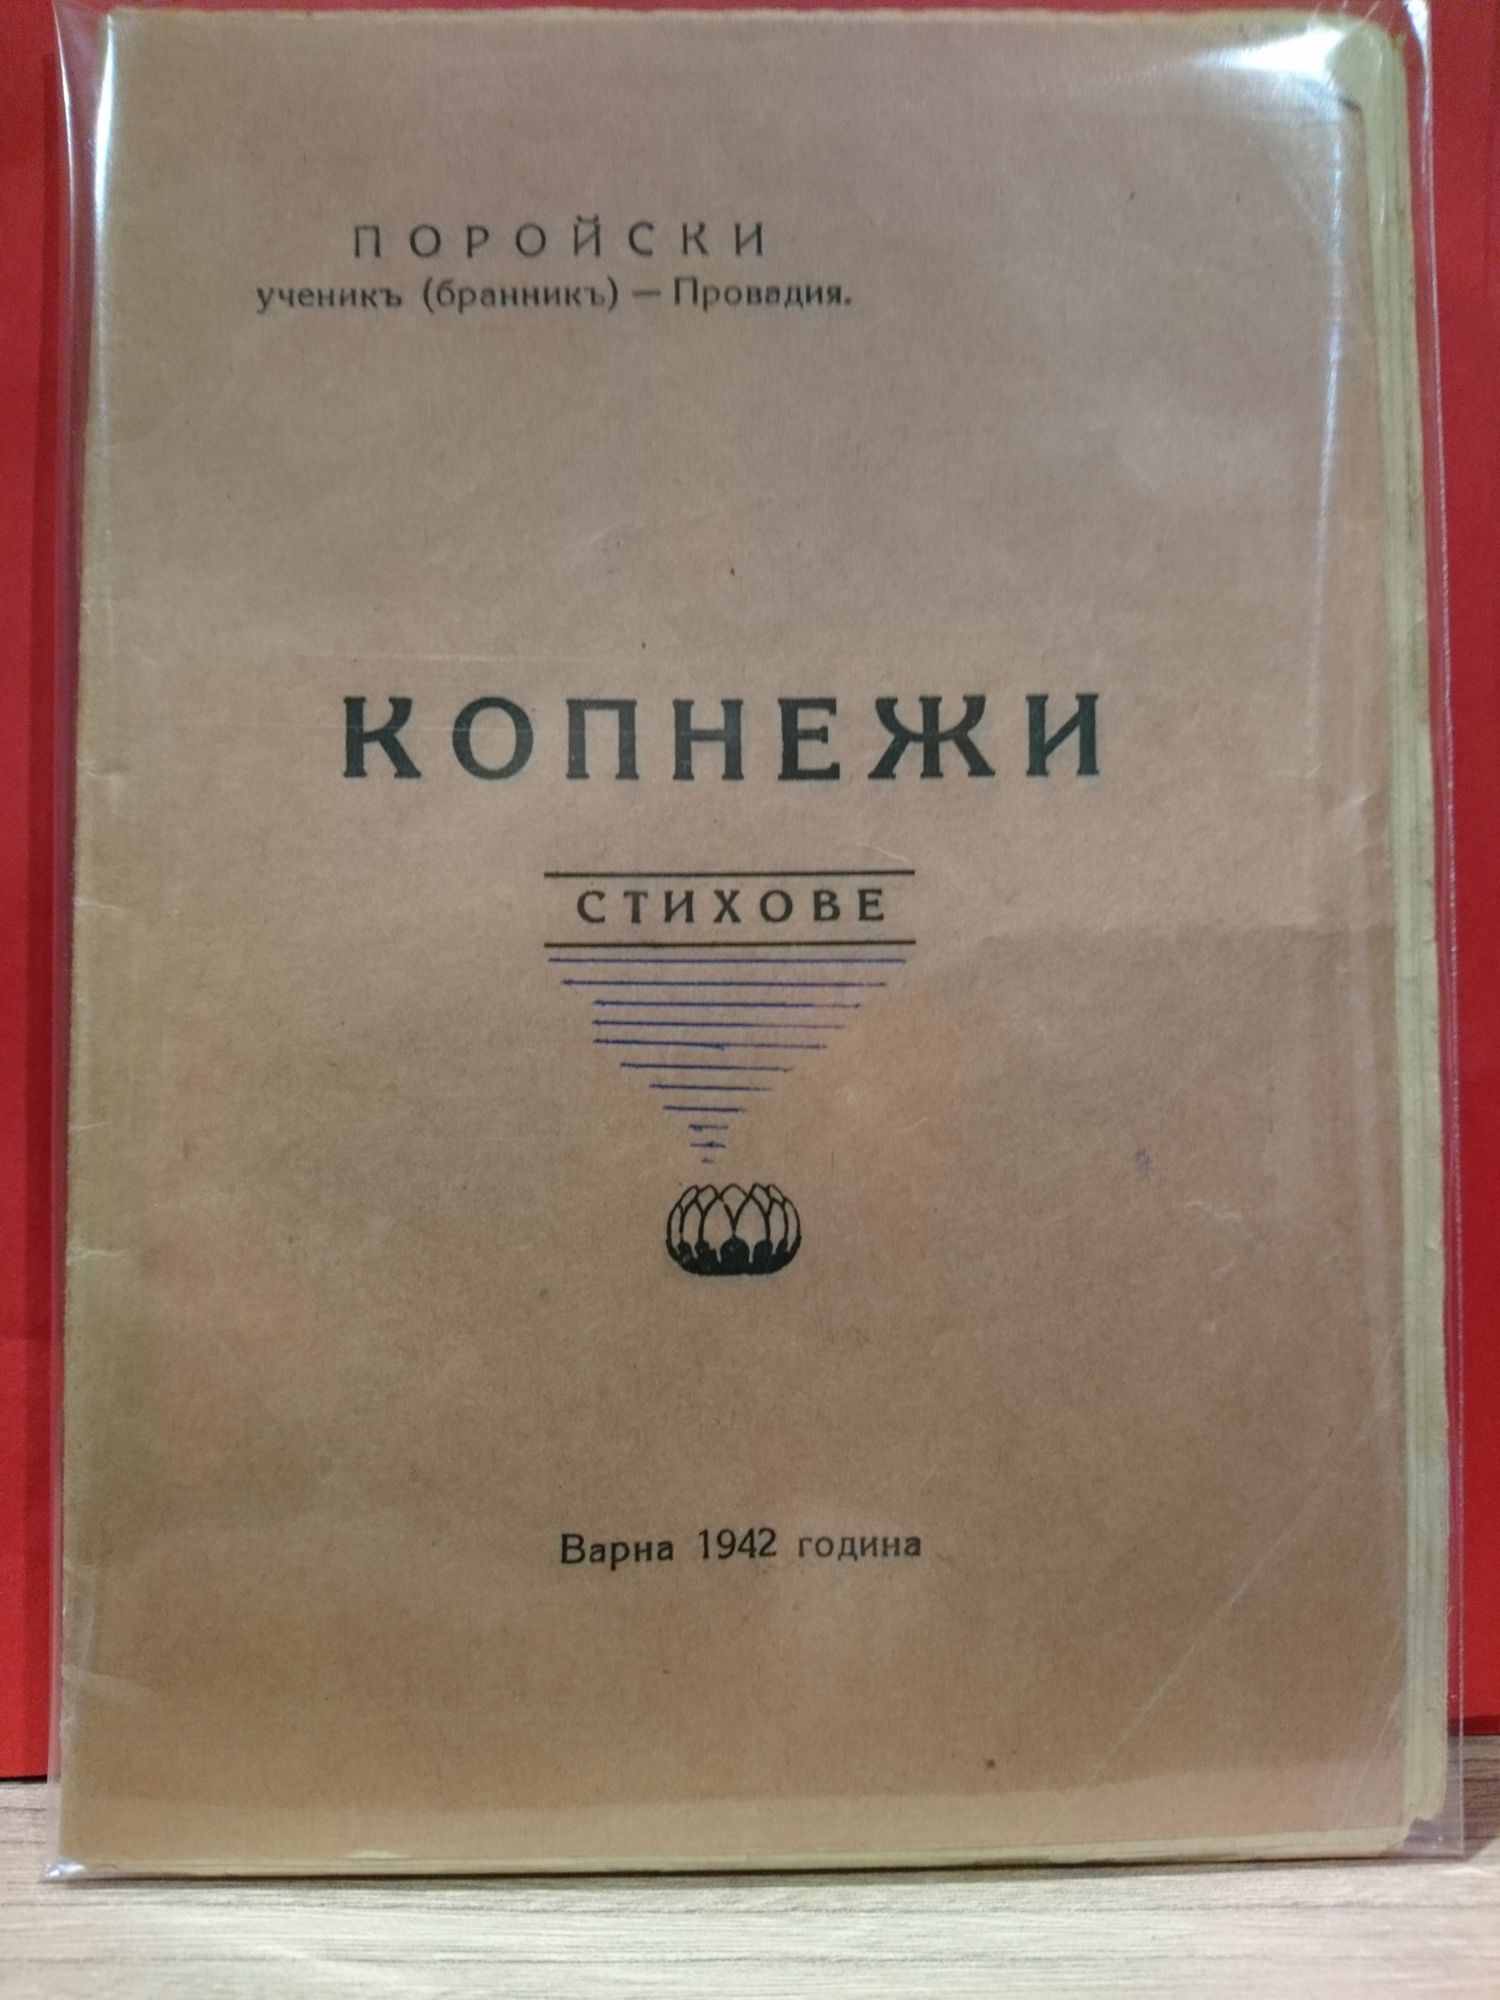 ПОРОЙСКИ
ученикъ (бранникъ) — Провадия.
КОПНЕЖИ
СТИХОВЕ
Варна 1942 година